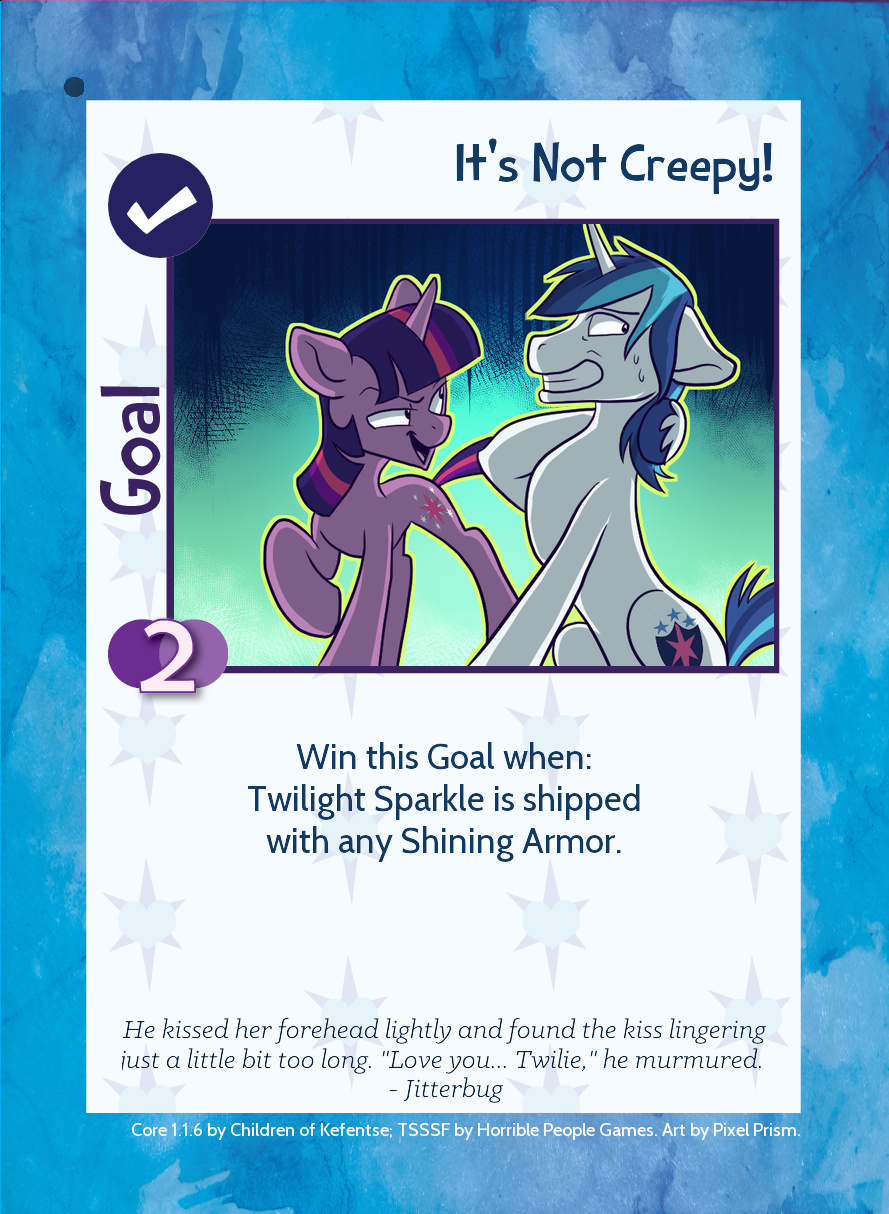 It's Not Creepy!
Goal
2
Win this Goal when:
Twilight Sparkle is shipped
with any Shining Armor.
He kissed her forehead lightly and found the kiss lingering
just a little bit too long. "Love you... Twilie," he murmured.
- Jitterbug
Core 1.1.6 by Children of Kefentse; TSSSF by Horrible People Games. Art by Pixel Prism.